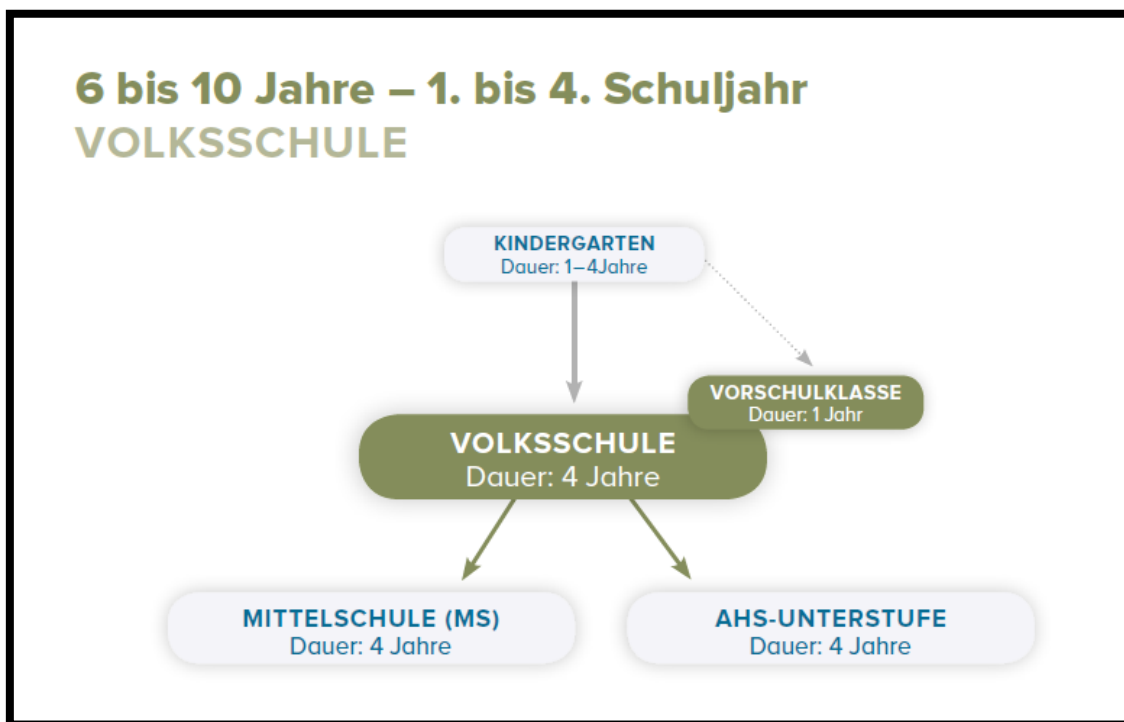 6 bis 10 Jahre – 1. bis 4. Schuljahr
VOLKSSCHULE
KINDERGARTEN
Dauer: 1–4Jahre
VORSCHULKLASSE
Dauer: 1 Jahr
VOLKSSCHULE
Dauer: 4 Jahre
MITTELSCHULE (MS)
Dauer: 4 Jahre
AHS-UNTERSTUFE
Dauer: 4 Jahre